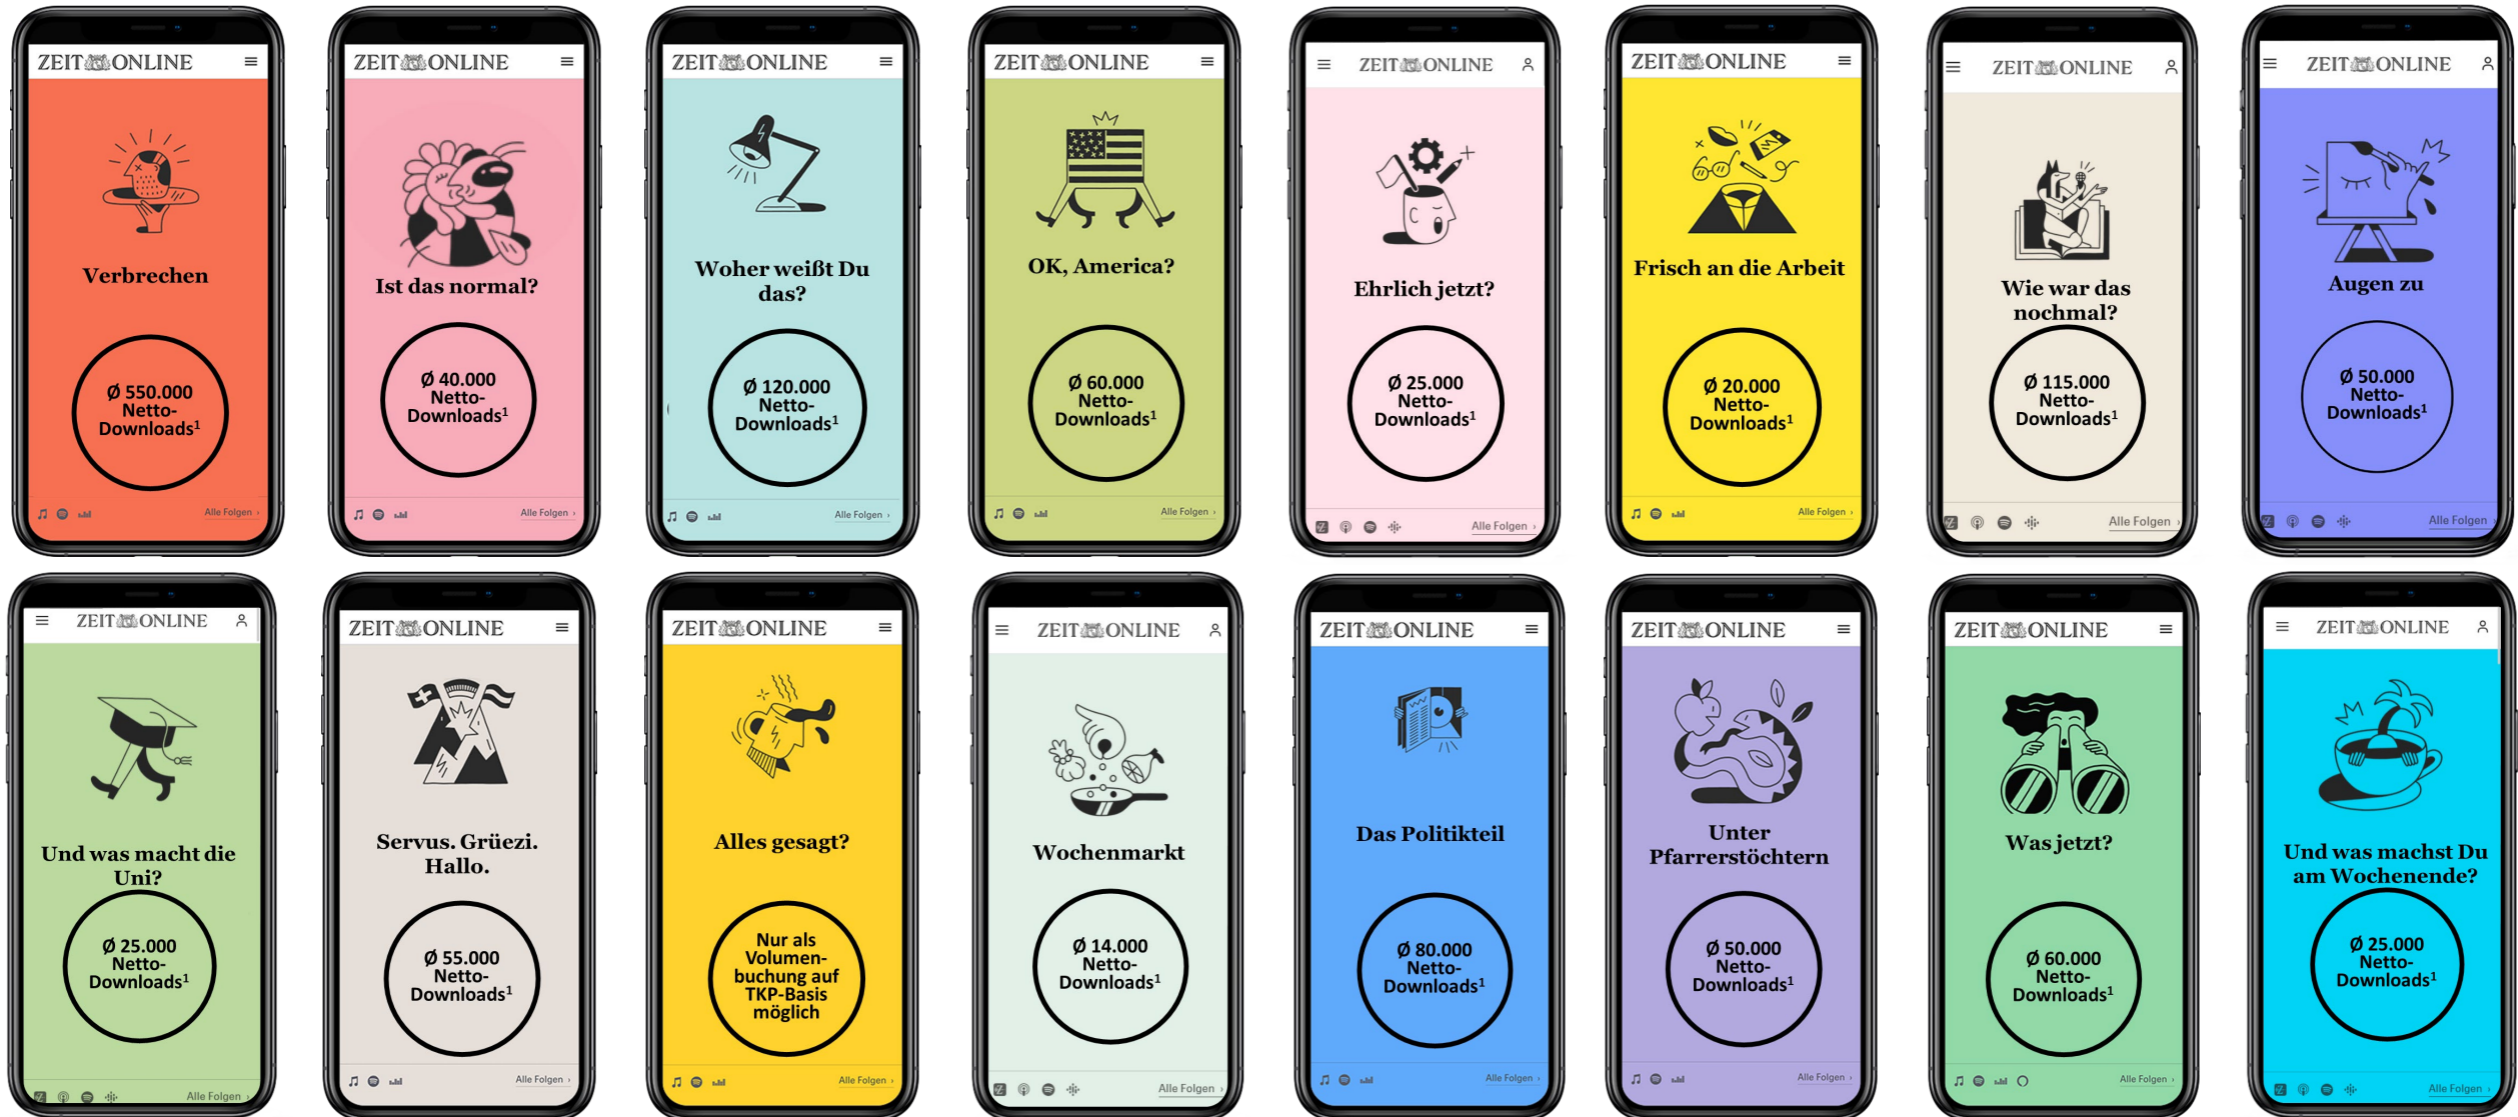 ZEIT ONLINE
Verbrechen
Ø 550.000
Netto-
Downloads¹
Alle Folgen ›
ZEIT ONLINE
Ist das normal?
Ø 40.000
Netto-
Downloads¹
Alle Folgen ›
ZEIT ONLINE
Woher weißt Du
das?
Ø 120.000
Netto-
Downloads¹
Alle Folgen ›
ZEIT ONLINE
OK, America?
Ø 60.000
Netto-
Downloads¹
Alle Folgen ›
ZEIT ONLINE
Ehrlich jetzt?
Ø 25.000
Netto-
Downloads¹
Alle Folgen ›
ZEIT ONLINE
Frisch an die Arbeit
Ø 20.000
Netto-
Downloads¹
Alle Folgen ›
ZEIT ONLINE
Wie war das
nochmal?
Ø 115.000
Netto-
Downloads¹
Alle Folgen ›
ZEIT ONLINE
Augen zu
Ø 50.000
Netto-
Downloads¹
Alle Folgen ›
ZEIT ONLINE
Und was macht die
Uni?
Ø 25.000
Netto-
Downloads¹
Alle Folgen ›
ZEIT ONLINE
Servus. Grüezi.
Hallo.
Ø 55.000
Netto-
Downloads¹
Alle Folgen ›
ZEIT ONLINE
Alles gesagt?
Nur als
Volumen-
buchung auf
TKP-Basis
möglich
Alle Folgen ›
ZEIT ONLINE
Wochenmarkt
Ø 14.000
Netto-
Downloads¹
Alle Folgen ›
ZEIT ONLINE
Das Politikteil
Ø 80.000
Netto-
Downloads¹
Alle Folgen ›
ZEIT ONLINE
Unter
Pfarrerstöchtern
Ø 50.000
Netto-
Downloads¹
Alle Folgen ›
ZEIT ONLINE
Was jetzt?
Ø 60.000
Netto-
Downloads¹
Alle Folgen ›
ZEIT ONLINE
Und was machst Du
am Wochenende?
Ø 25.000
Netto-
Downloads¹
Alle Folgen ›